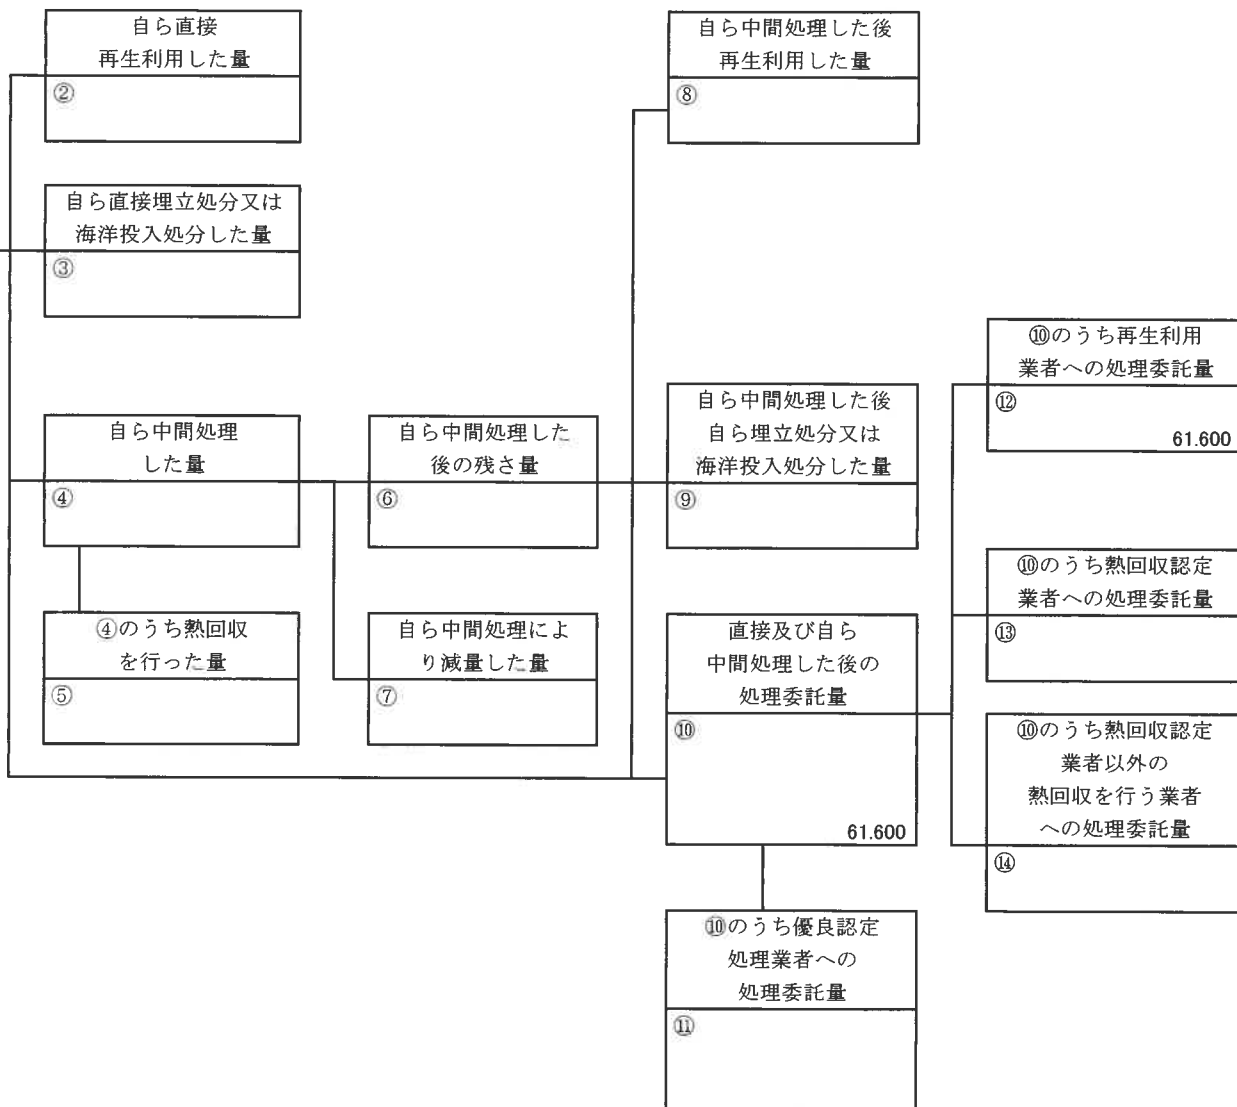 自ら直接
再生利用した量
②
自ら直接埋立処分又は
海洋投入処分した量
③
自ら中間処理
した量
④
④のうち熱回収
を行った量
⑤
自ら中間処理した
後の残さ量
⑥
自ら中間処理によ
り減量した量
⑦
自ら中間処理した後
再生利用した量
⑧
自ら中間処理した後
自ら埋立処分又は
海洋投入処分した量
⑨
直接及び自ら
中間処理した後の
処理委託量
⑩
61.600
⑩のうち優良認定
処理業者への
処理委託量
⑪
⑩のうち再生利用
業者への処理委託量
⑫
61.600
⑩のうち熱回収認定
業者への処理委託量
⑬
⑩のうち熱回収認定
業者以外の
熱回収を行う業者
への処理委託量
⑭